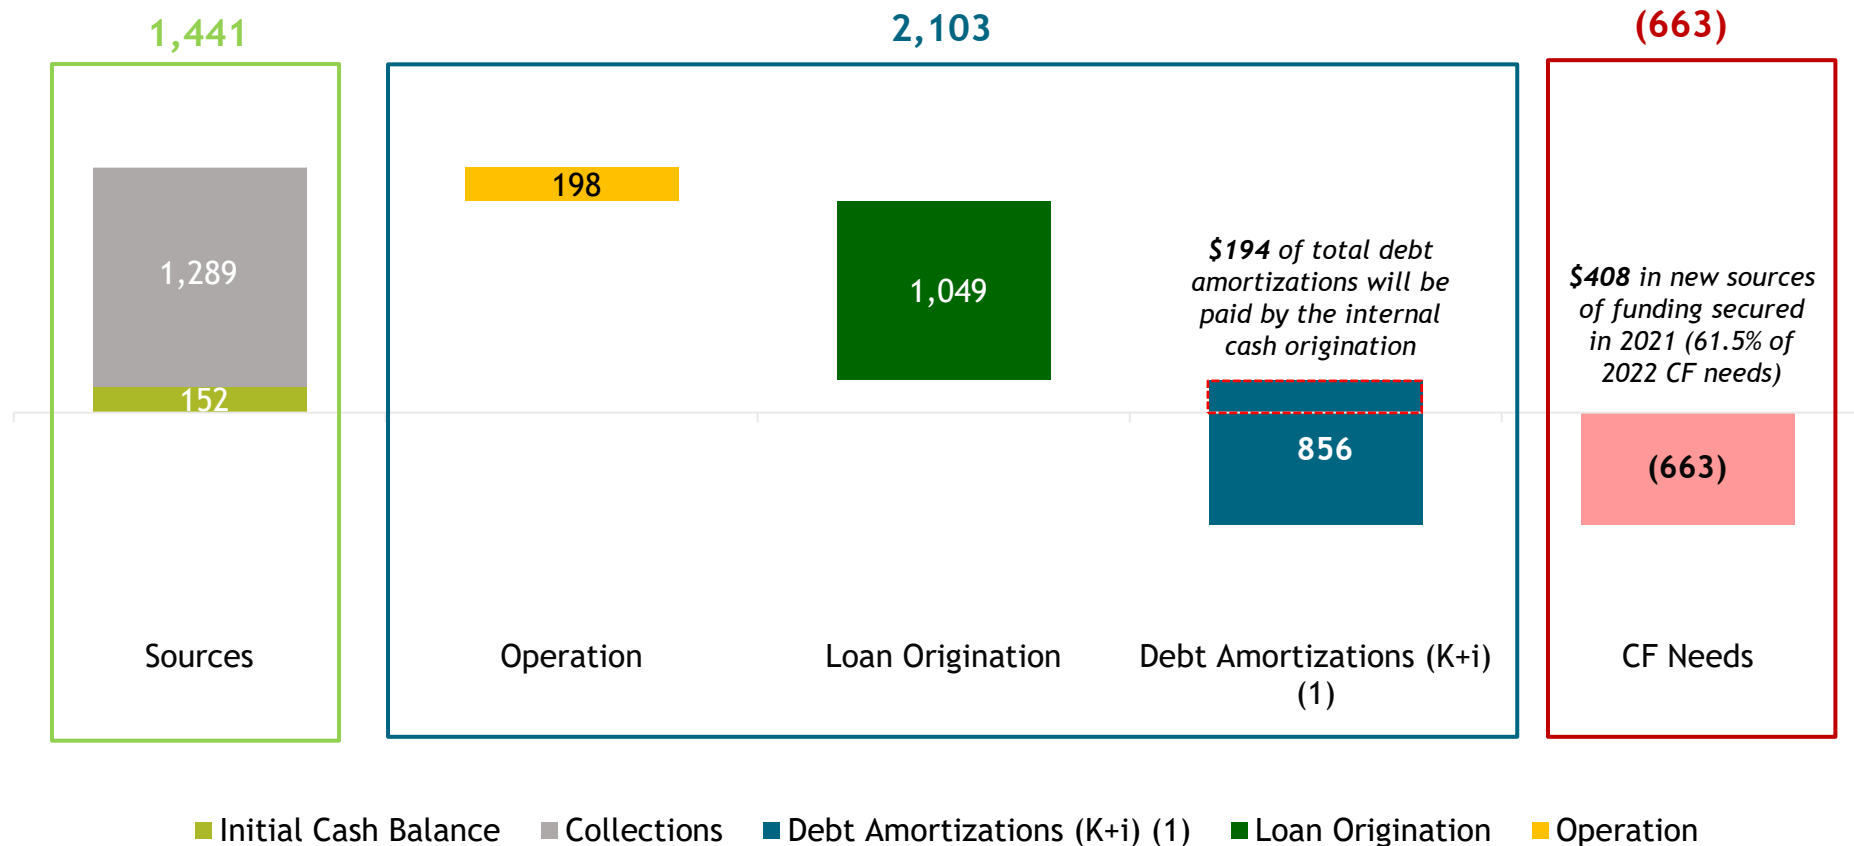 1,441
2,103
(663)
1,289
152
198
1,049
$194 of total debt
amortizations will be
paid by the internal
cash origination
856
$408 in new sources
of funding secured
in 2021 (61.5% of
2022 CF needs)
(663)
Sources
Operation
Loan Origination
Debt Amortizations (K+i)
(1)
CF Needs
Initial Cash Balance
Collections
Debt Amortizations (K+i) (1)
Loan Origination
Operation